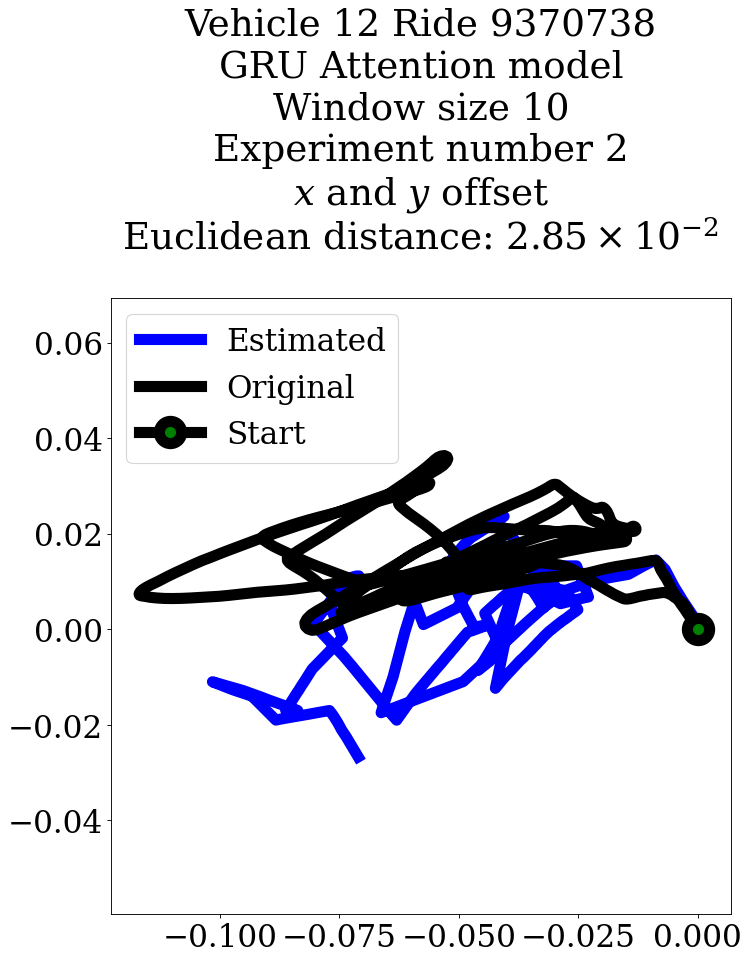 Vehicle 12 Ride 9370738
GRU Attention model
Window size 10
Experiment number 2
x and y offset
Euclidean distance: 2.85 × 10⁻²
Estimated
Original
Start
0.06
0.04
0.02
0.00
−0.02
−0.04
−0.100 −0.075 −0.050 −0.025 0.000